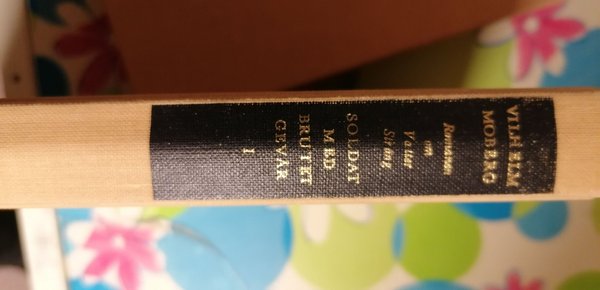 VILHELM
MOBERG
Romanen
om
Valter
Sträng
SOLDAT
MED
BRUTET
GEVÄR
I